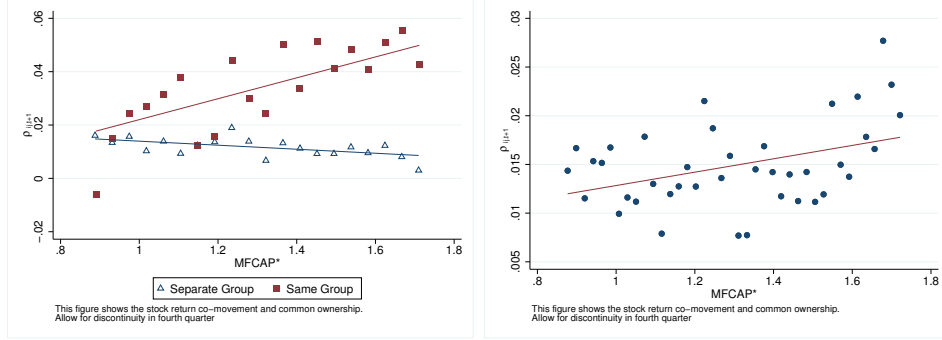 .06
.04
.02
0
-.02
ρ ij,t+1
.8 1 1.2 1.4 1.6 1.8
MFCAP*
Separate Group Same Group
This figure shows the stock return co-movement and common ownership.
Allow for discontinuity in fourth quarter
.03
.025
.02
.015
.01
.005
ρ ij,t+1
.8 1 1.2 1.4 1.6 1.8
MFCAP*
This figure shows the stock return co-movement and common ownership.
Allow for discontinuity in fourth quarter